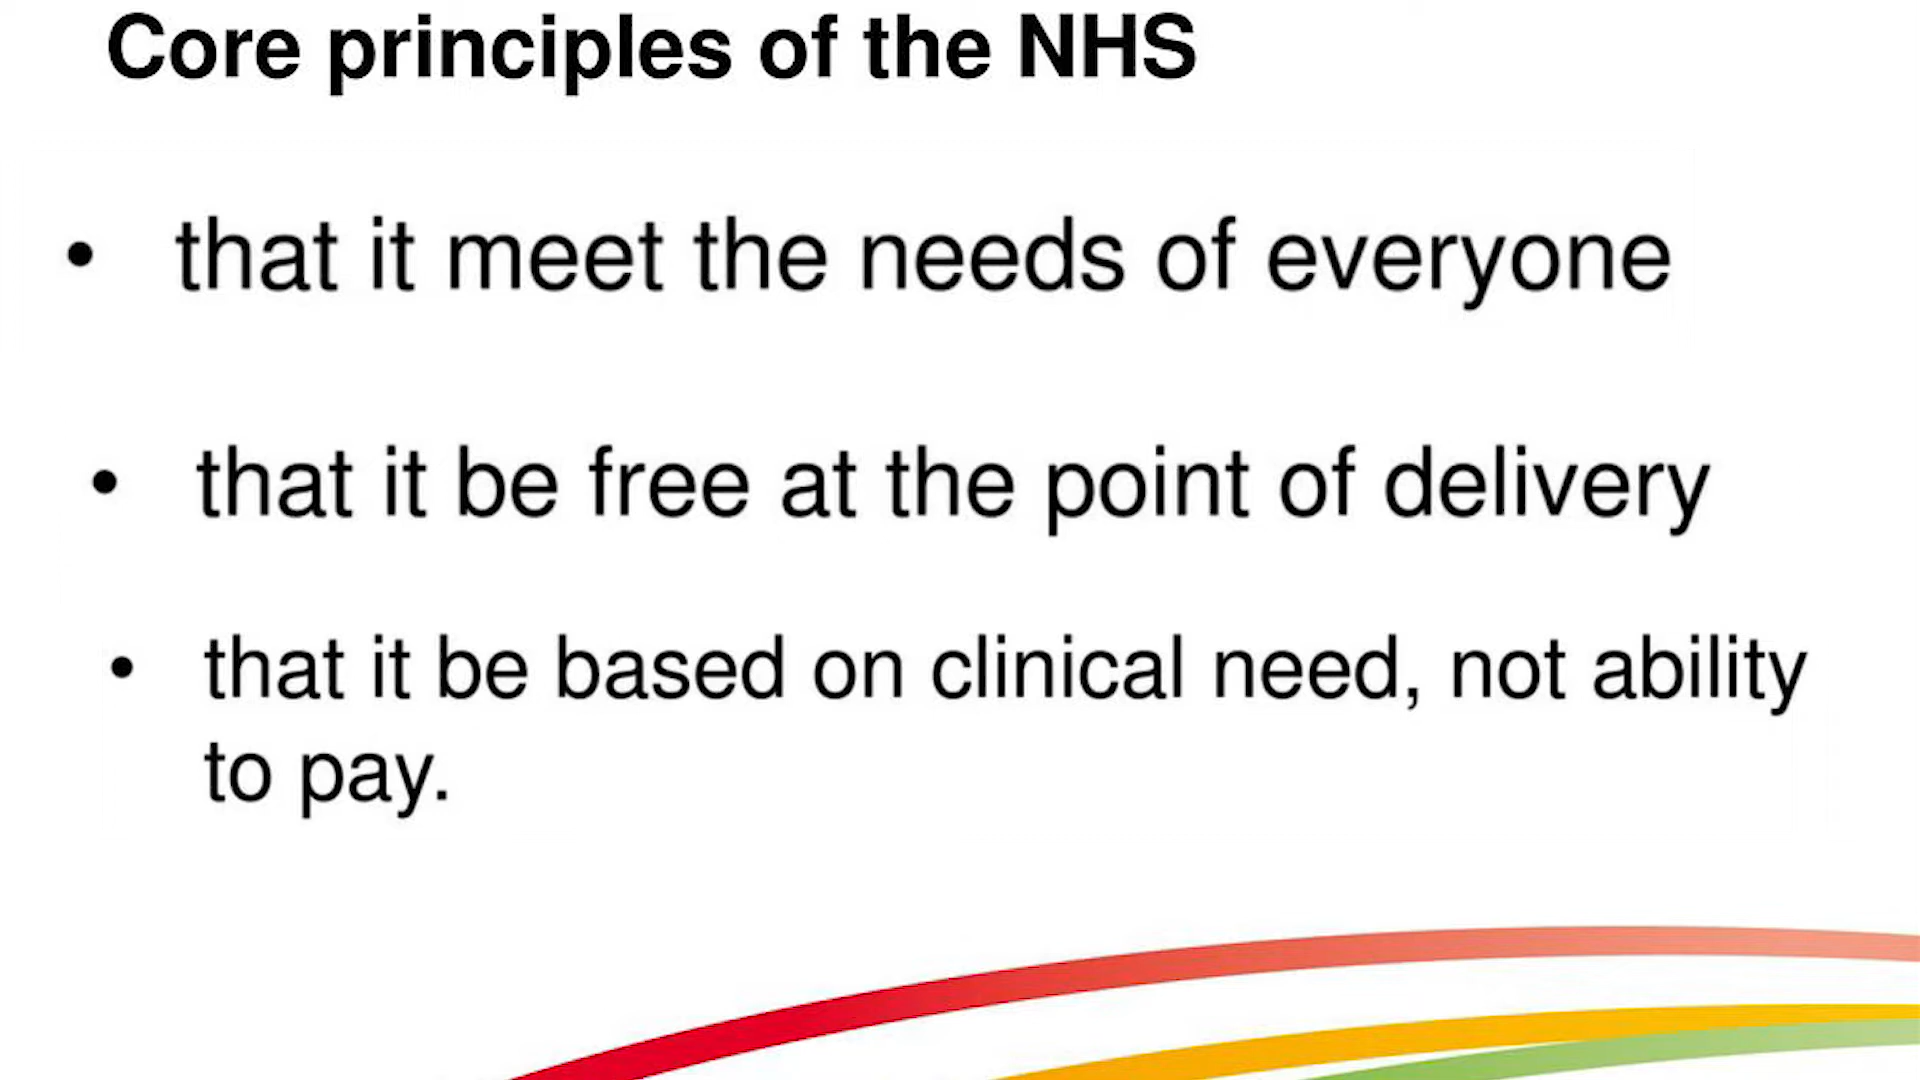 Core principles of the NHS
• that it meet the needs of everyone
• that it be free at the point of delivery
• that it be based on clinical need, not ability
to pay.